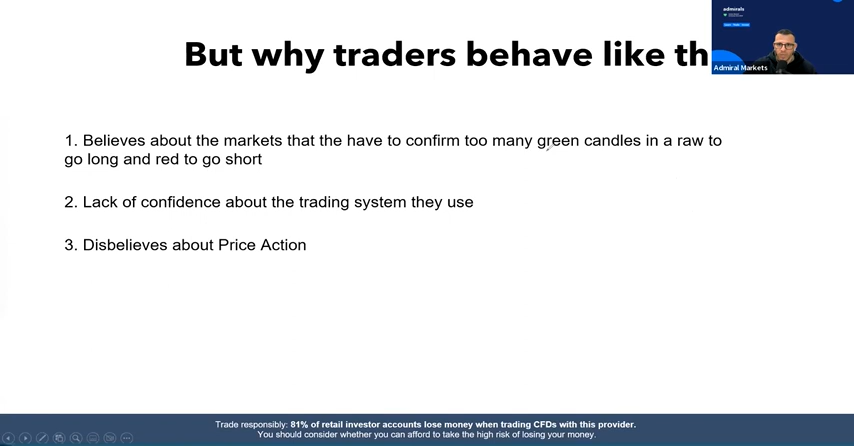 But why traders behave like th
admirals
Admiral Markets
1. Believes about the markets that the have to confirm too many green candles in a raw to
go long and red to go short
2. Lack of confidence about the trading system they use
3. Disbelieves about Price Action
Trade responsibly: 81% of retail investor accounts lose money when trading CFDs with this provider.
You should consider whether you can afford to take the high risk of losing your money.